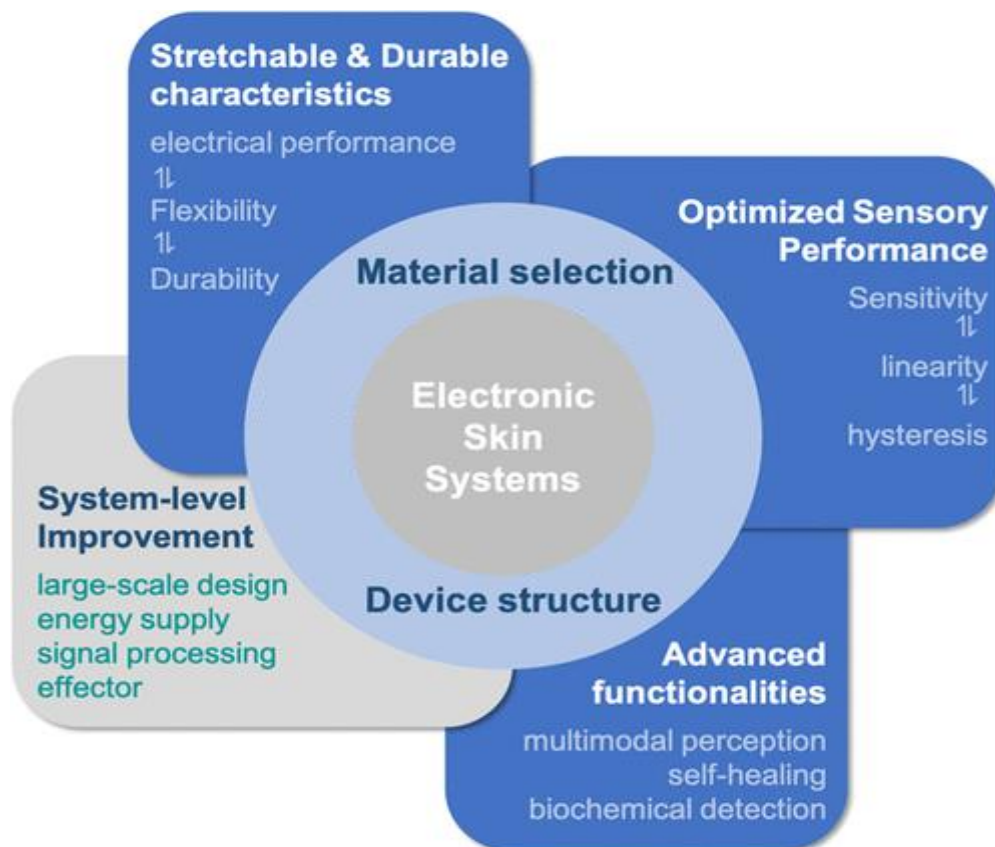 Stretchable & Durable
characteristics
electrical performance
⥮
Flexibility
⥮
Durability
Optimized Sensory
Performance
Sensitivity
⥮
linearity
⥮
hysteresis
Material selection
Electronic
Skin
Systems
Device structure
System-level
Improvement
large-scale design
energy supply
signal processing
effector
Advanced
functionalities
multimodal perception
self-healing
biochemical detection